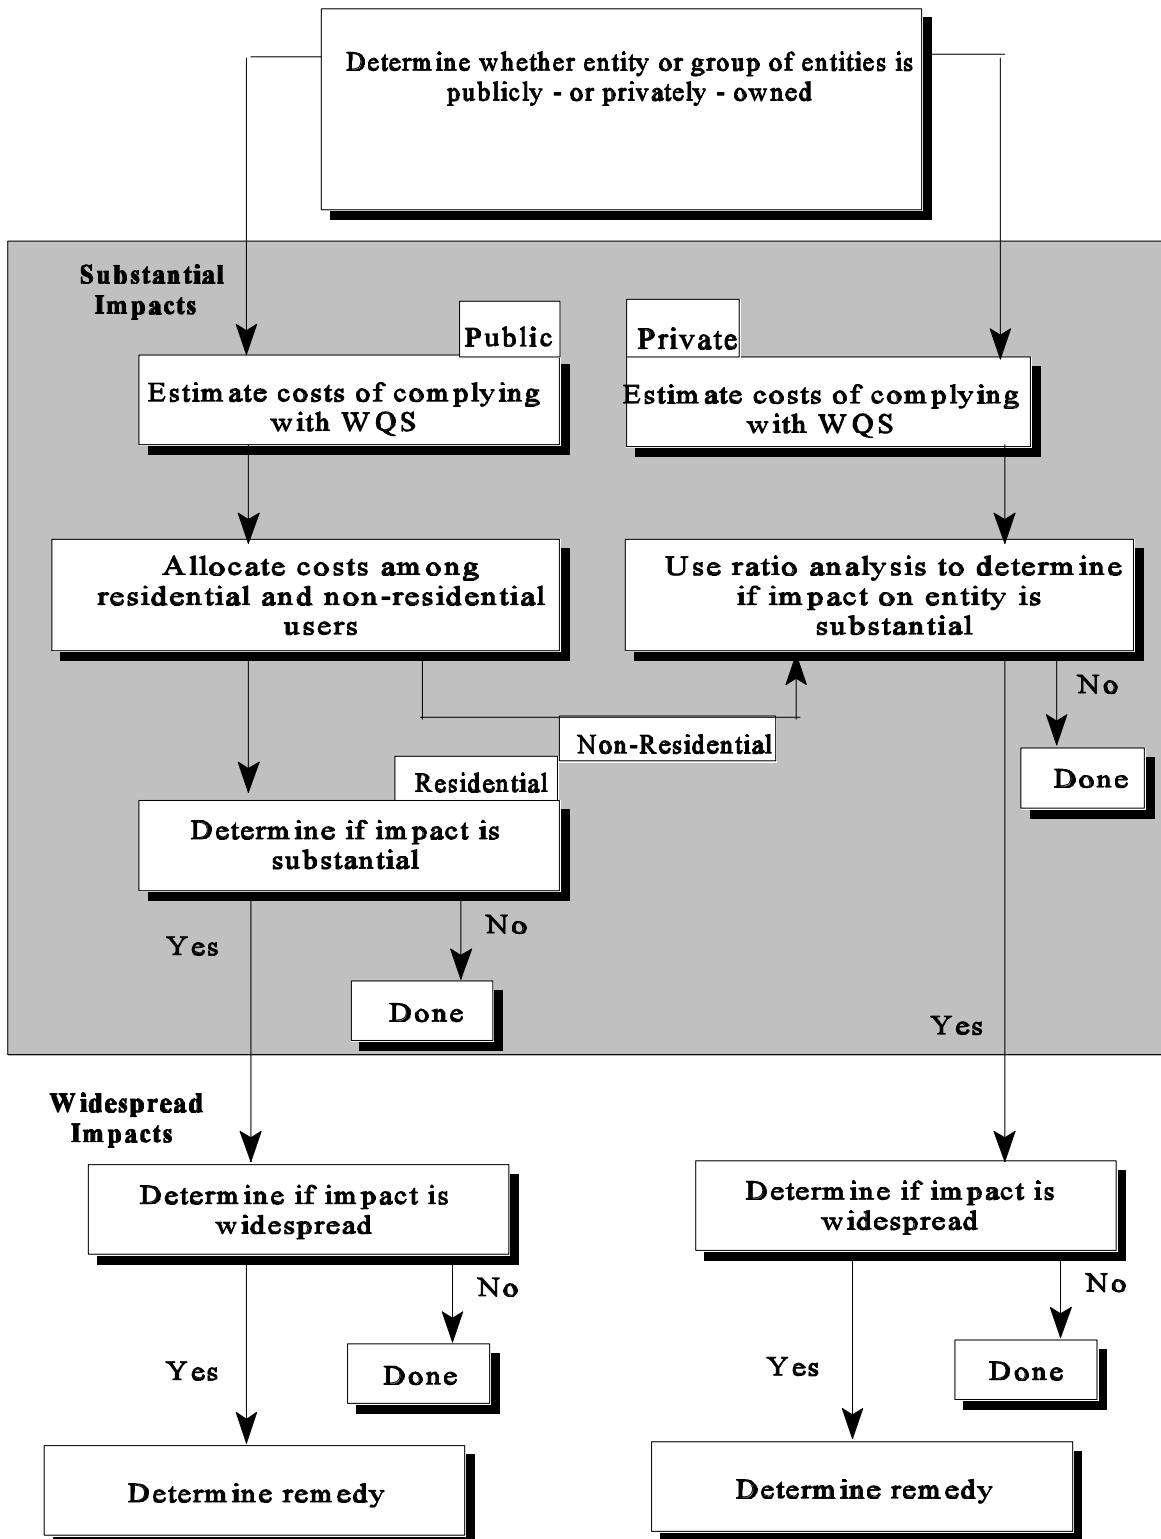 Determine whether entity or group of entities is
publicly - or privately - owned
Substantial
Impacts
Public
Private
Estimate costs of complying
with WQS
Estimate costs of complying
with WQS
Allocate costs among
residential and non-residential
users
Use ratio analysis to determine
if impact on entity is
substantial
No
Non-Residential
Done
Residential
Determine if impact is
substantial
Yes
No
Done
Yes
Widespread
Impacts
Determine if impact is
widespread
Determine if impact is
widespread
No
No
Yes
Done
Yes
Done
Determine remedy
Determine remedy